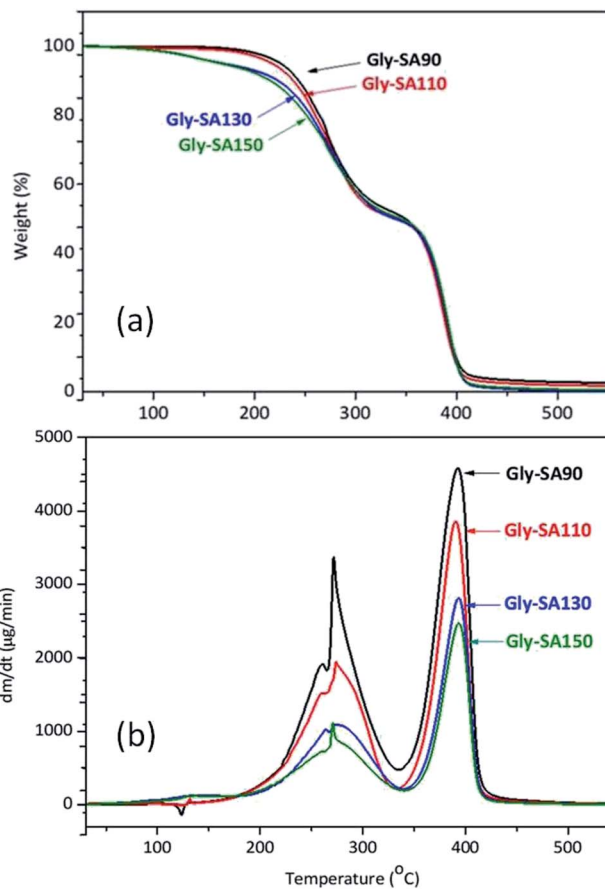 100
80
60
40
20
0
Weight (%)
Gly-SA90
Gly-SA110
Gly-SA130
Gly-SA150
(a)
100 200 300 400 500
5000
4000
3000
2000
1000
0
dm/dt (µg/min)
Gly-SA90
Gly-SA110
Gly-SA130
Gly-SA150
(b)
100 200 300 400 500
Temperature (°C)